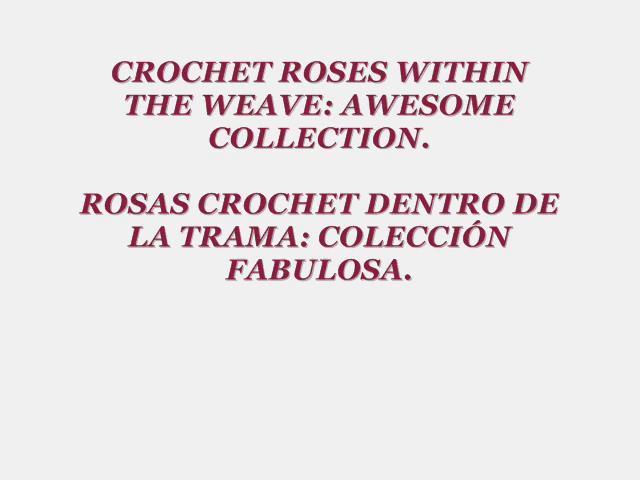 CROCHET ROSES WITHIN
THE WEAVE: AWESOME
COLLECTION.
ROSAS CROCHET DENTRO DE
LA TRAMA: COLECCIÓN
FABULOSA.